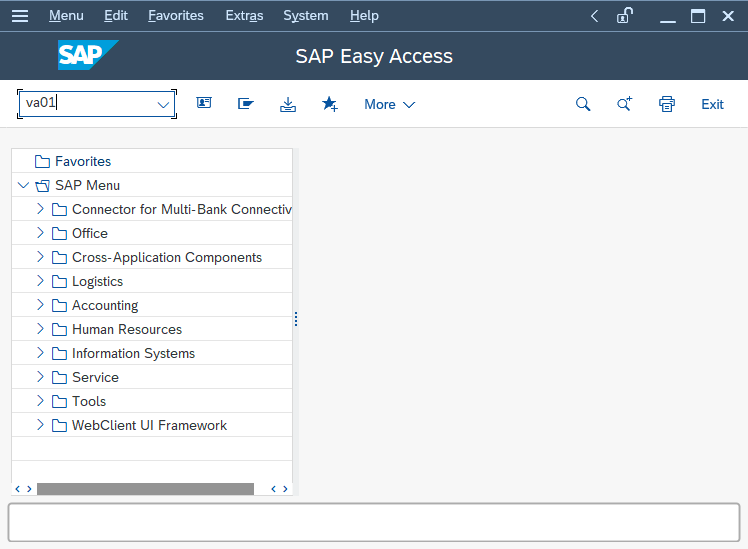 Menu Edit Favorites Extras System Help
SAP SAP Easy Access
va01 More Exit
Favorites
SAP Menu
Connector for Multi-Bank Connectiv
Office
Cross-Application Components
Logistics
Accounting
Human Resources
Information Systems
Service
Tools
WebClient UI Framework